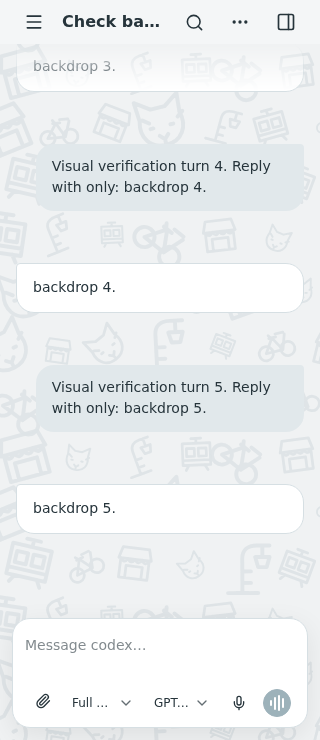 Check ba...
backdrop 3.
Visual verification turn 4. Reply
with only: backdrop 4.
backdrop 4.
Visual verification turn 5. Reply
with only: backdrop 5.
backdrop 5.
Message codex...
Full ... GPT...